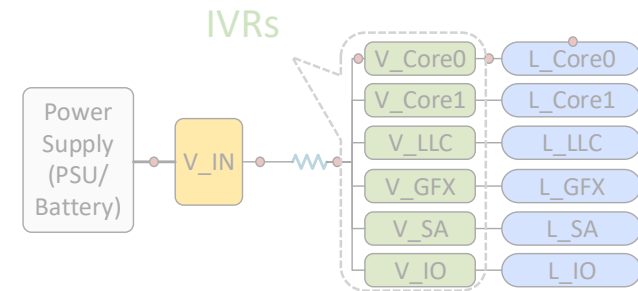 IVRs
Power
Supply
(PSU/
Battery)
V_IN
V_Core0
L_Core0
V_Core1
L_Core1
V_LLC
L_LLC
V_GFX
L_GFX
V_SA
L_SA
V_IO
L_IO